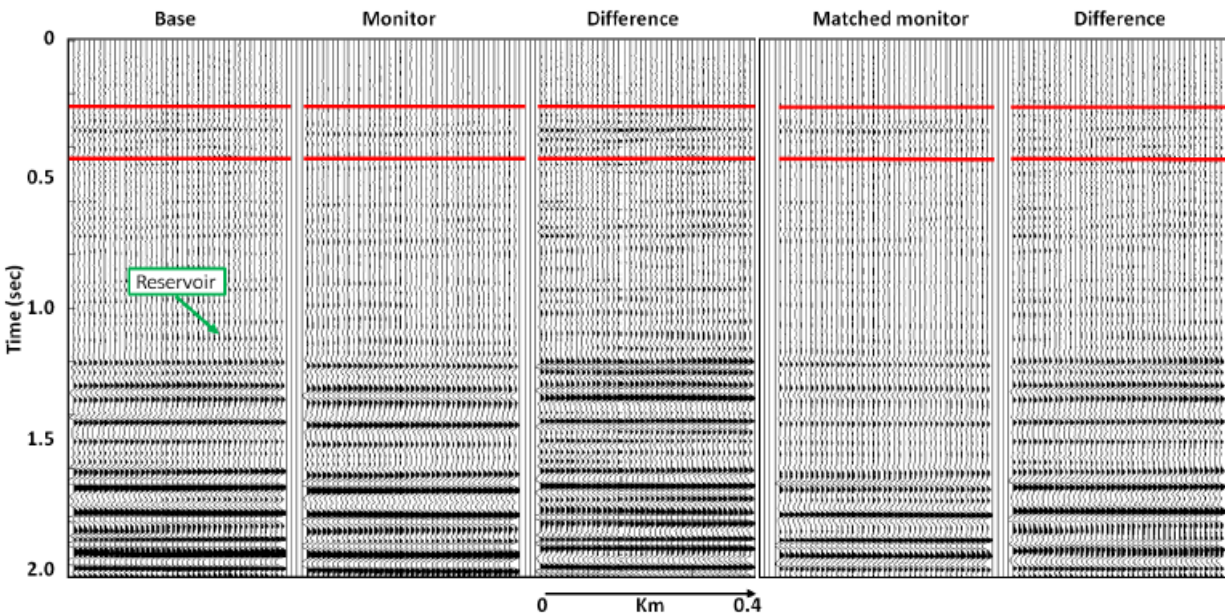 Base Monitor Difference Matched monitor Difference
0
0.5
Reservoir
1.0
Time (sec)
1.5
2.0
0 Km 0.4